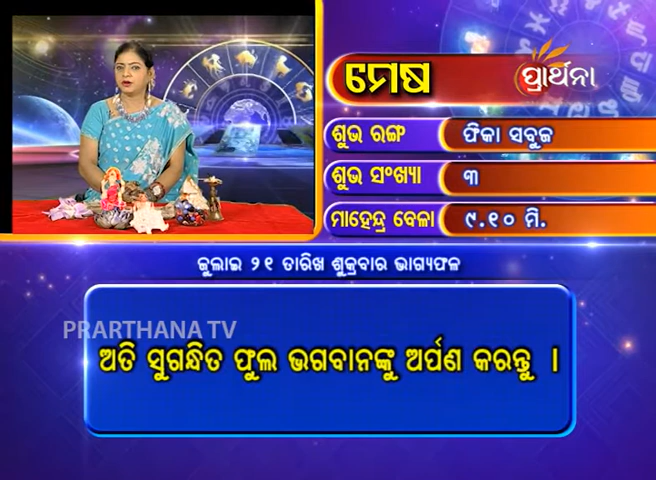 ମେଷ
ପ୍ରାର୍ଥନା
ଶୁଭ ରଙ୍ଗ ଫିକା ସବୁଜ
ଶୁଭ ସଂଖ୍ୟା ୩
ମାହେନ୍ଦ୍ର ବେଳା ୯.୧୦ ମି.
ଜୁଲାଇ ୨୧ ତାରିଖ ଶୁକ୍ରବାର ଭାଗ୍ୟଫଳ
PRARTHANA TV
ଅତି ସୁଗନ୍ଧିତ ଫୁଲ ଭଗବାନଙ୍କୁ ଅର୍ପଣ କରନ୍ତୁ ।